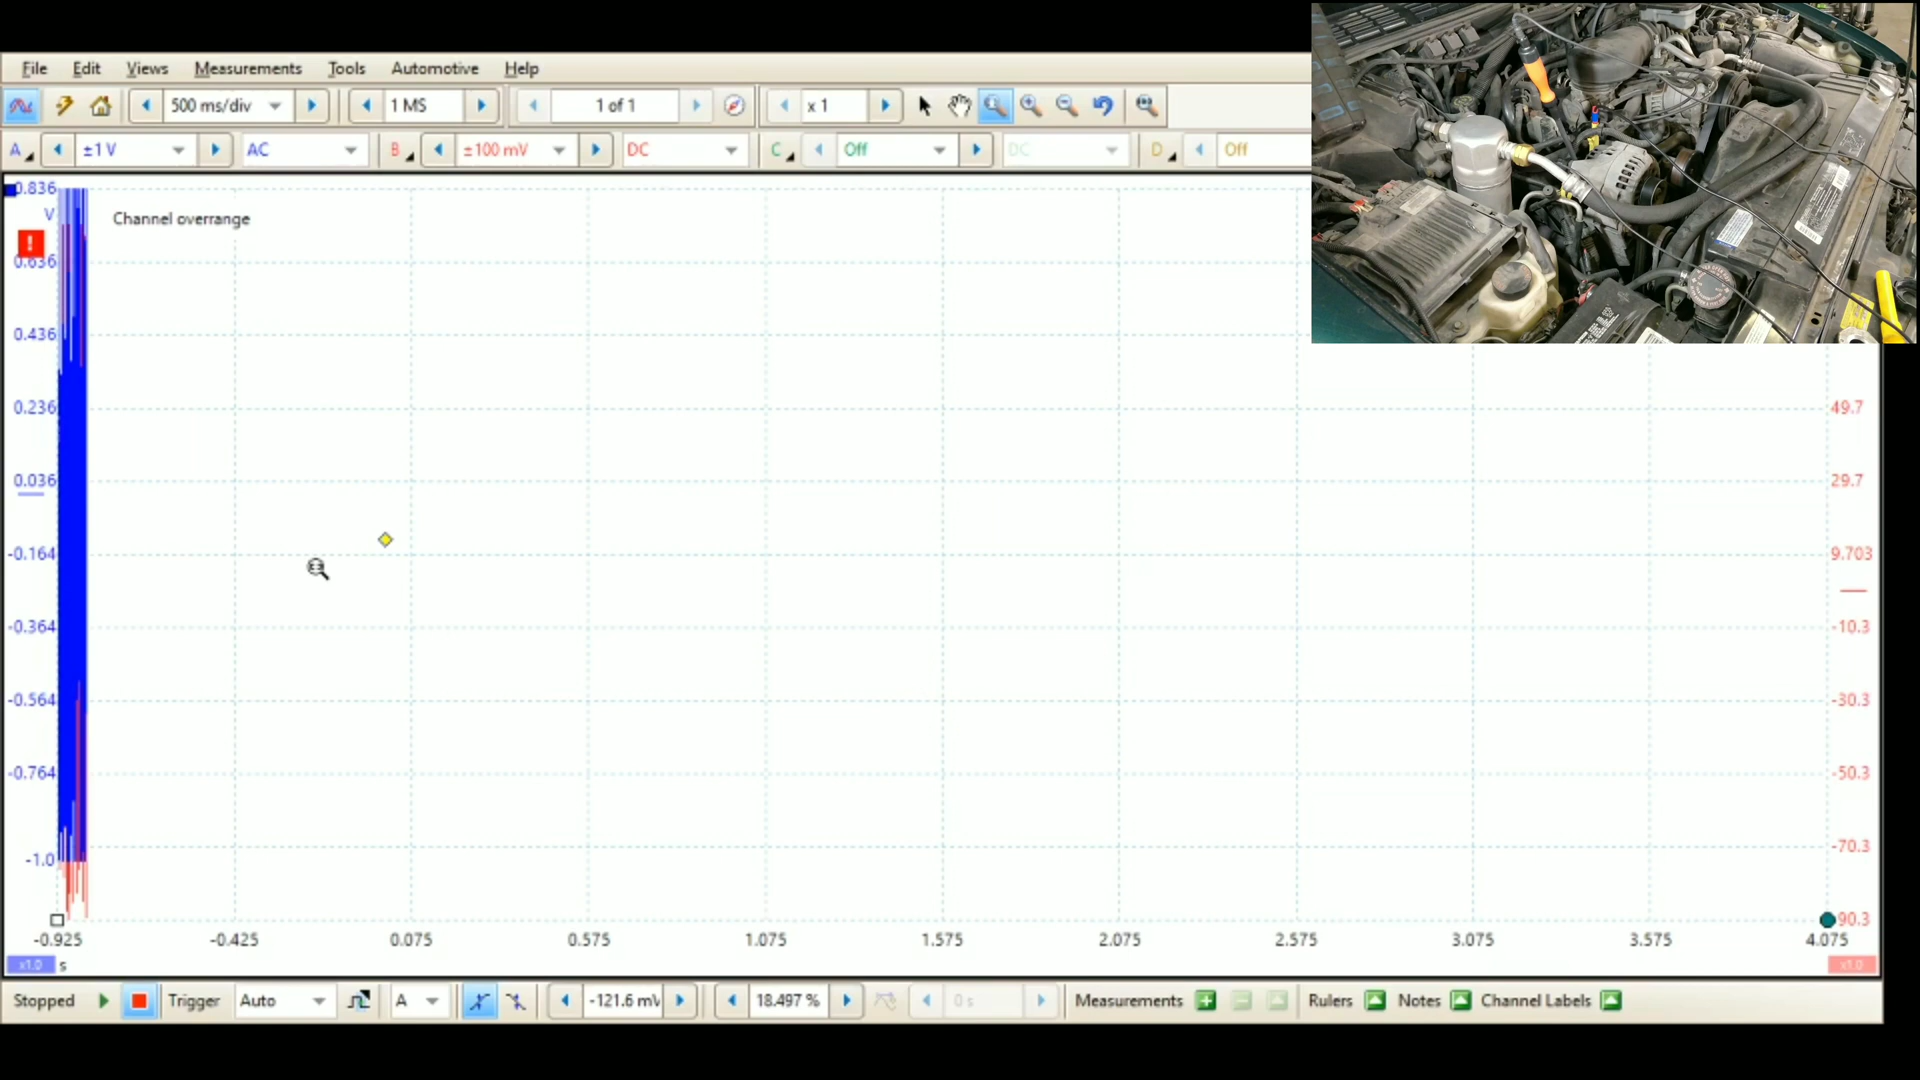 File Edit Views Measurements Tools Automotive Help
500 ms/div 1 MS 1 of 1 x 1
A ±1 V AC B ±100 mV DC C Off DC D Off
0.836
V
Channel overrange
!
0.636
0.436
0.236 49.7
0.036 29.7
-0.164 9.703
-0.364 -10.3
-0.564 -30.3
-0.764 -50.3
-1.0 -70.3
90.3
-0.925 -0.425 0.075 0.575 1.075 1.575 2.075 2.575 3.075 3.575 4.075
x1.0 s x1.0
Stopped Trigger Auto A -121.6 mV 18.497 % 0 s Measurements Rulers Notes Channel Labels